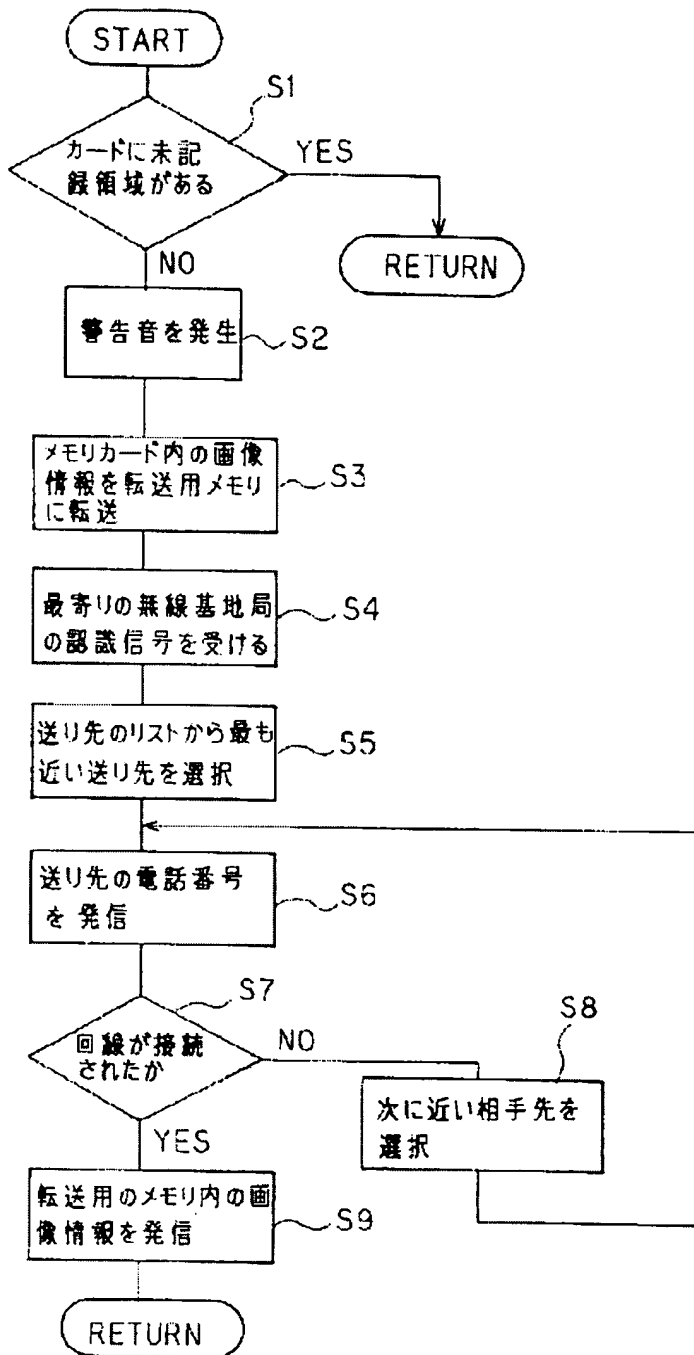 START
S1
カードに未記
録領域がある
YES
RETURN
NO
警告音を発生
S2
メモリカード内の画像
情報を転送用メモリ
に転送
S3
最寄りの無線基地局
の認識信号を受ける
S4
送り先のリストから最も
近い送り先を選択
S5
送り先の電話番号
を発信
S6
S7
回線が接続
されたか
NO
S8
次に近い相手先を
選択
YES
転送用のメモリ内の画
像情報を発信
S9
RETURN